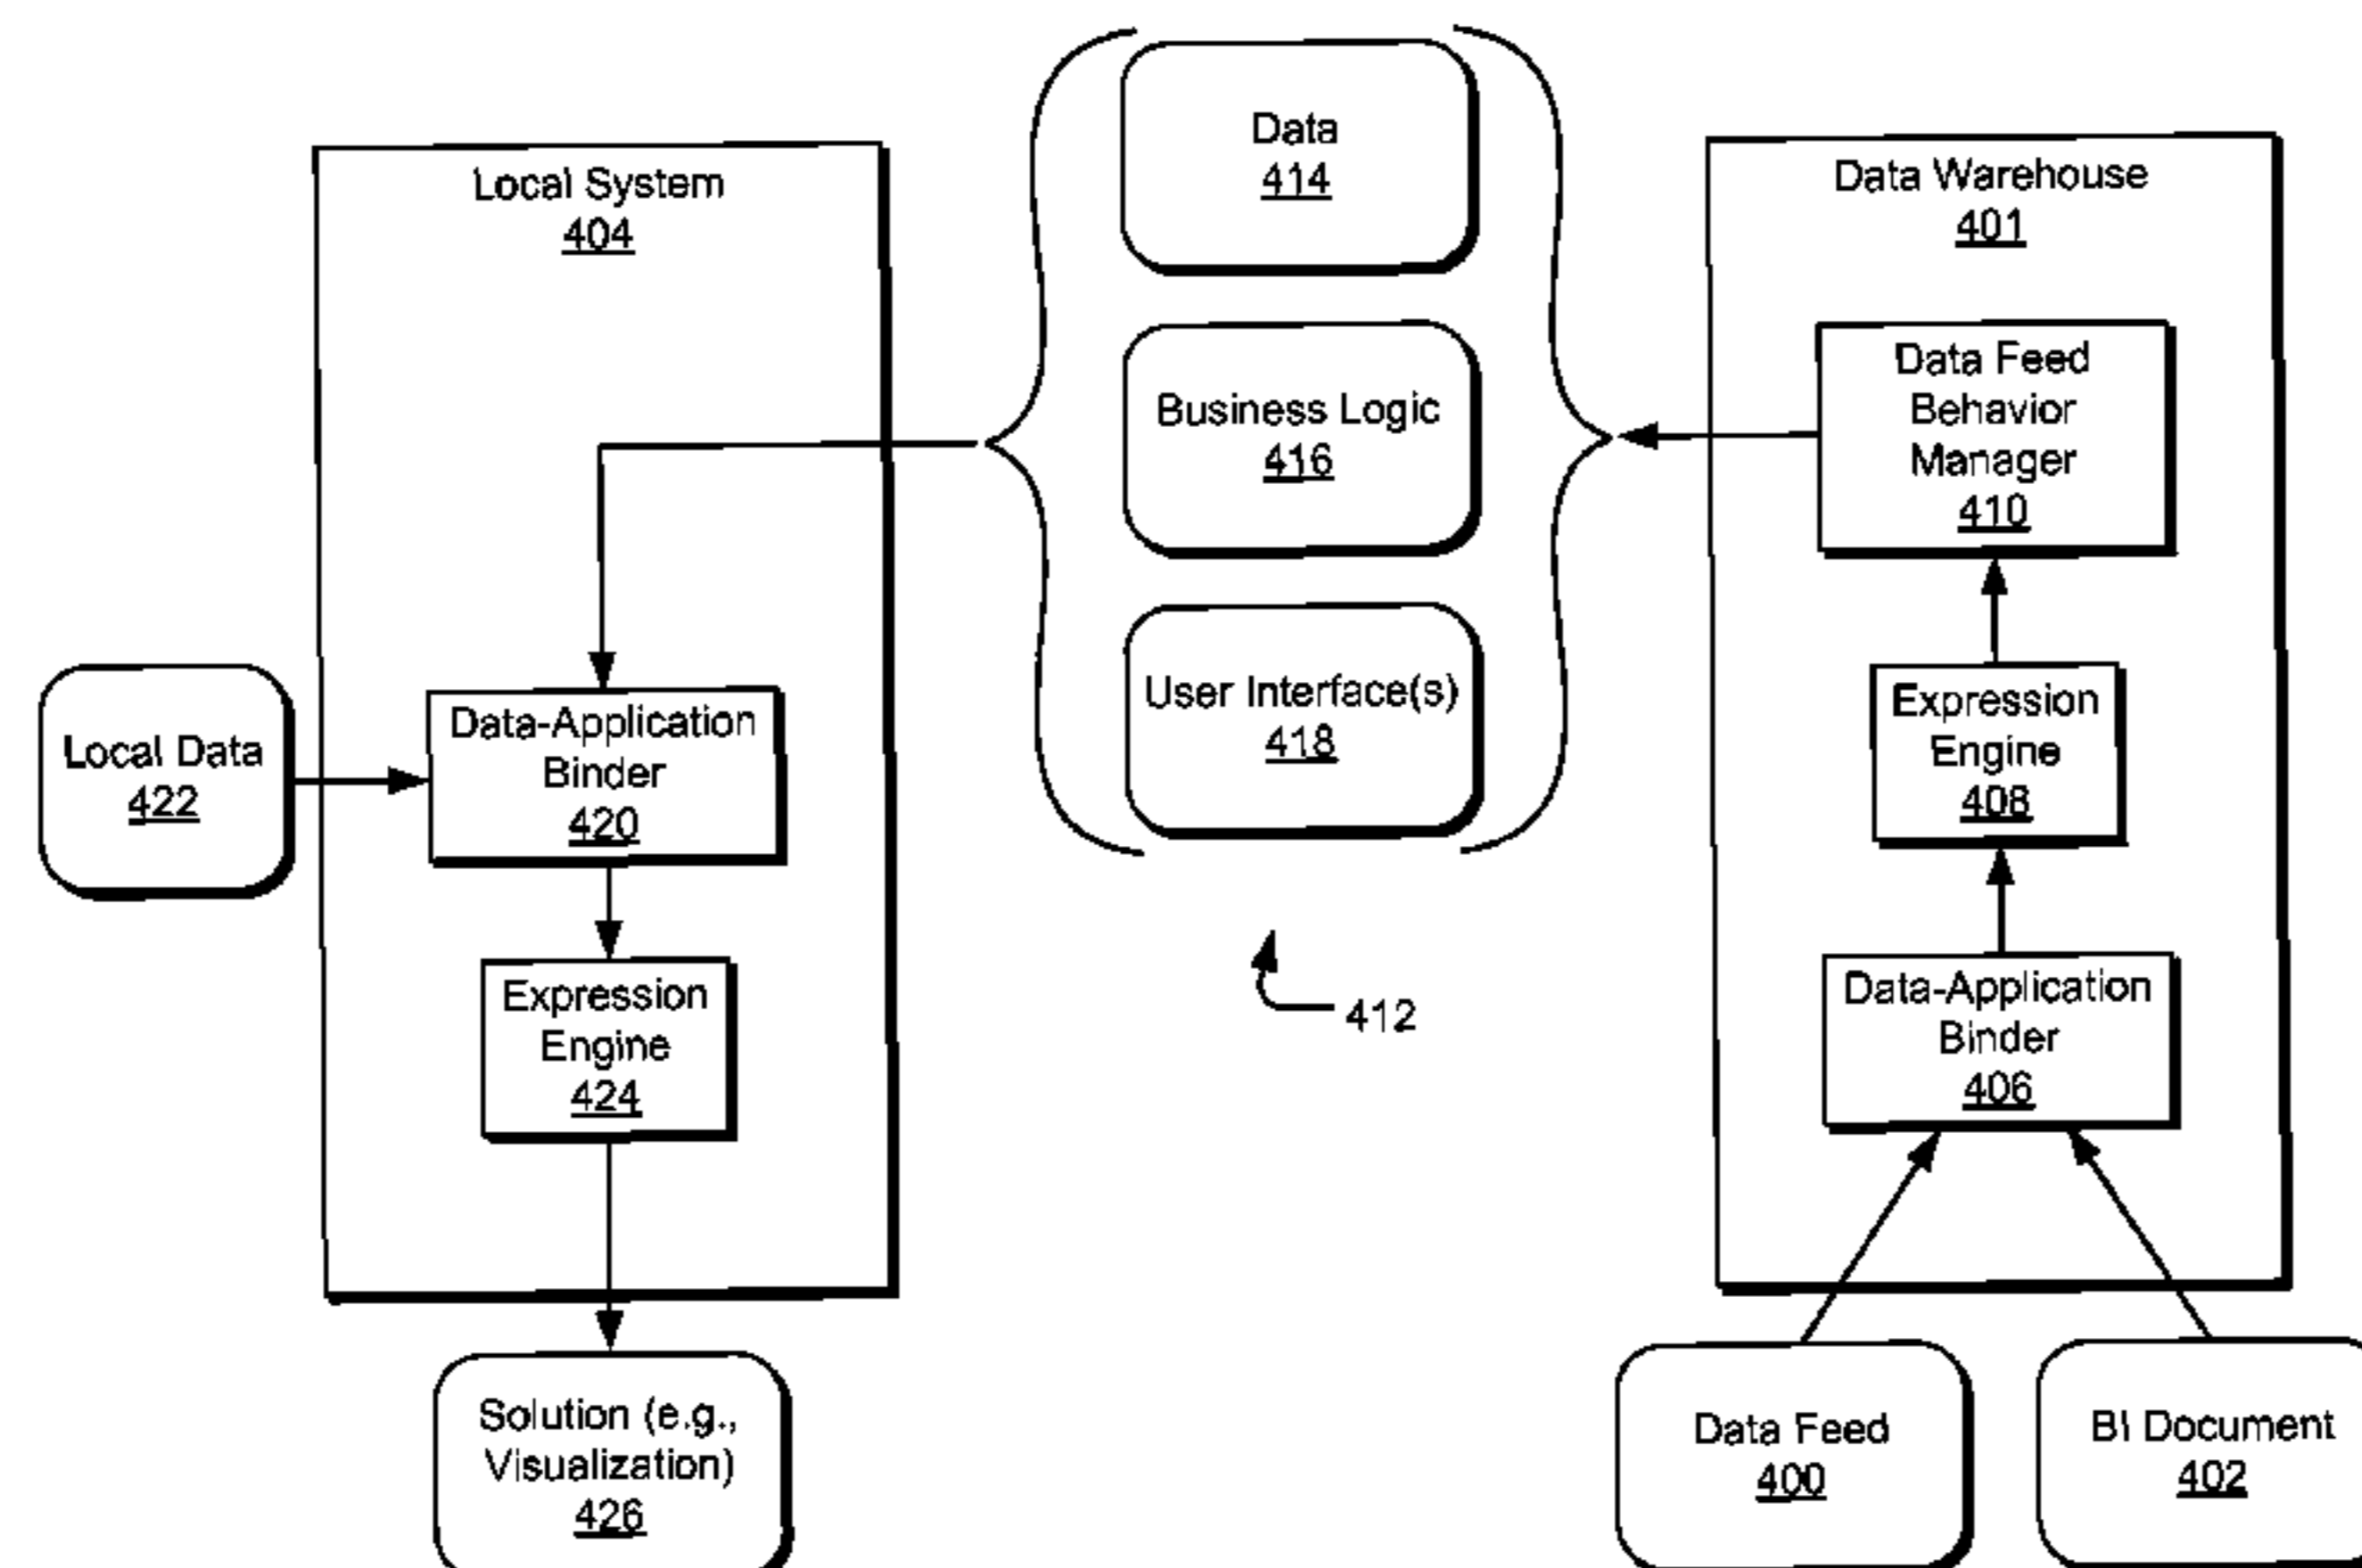 Local System
404
Local Data
422
Data-Application
Binder
420
Expression
Engine
424
Solution (e.g.,
Visualization)
426
Data
414
Business Logic
416
User Interface(s)
418
412
Data Warehouse
401
Data Feed
Behavior
Manager
410
Expression
Engine
408
Data-Application
Binder
406
Data Feed
400
BI Document
402